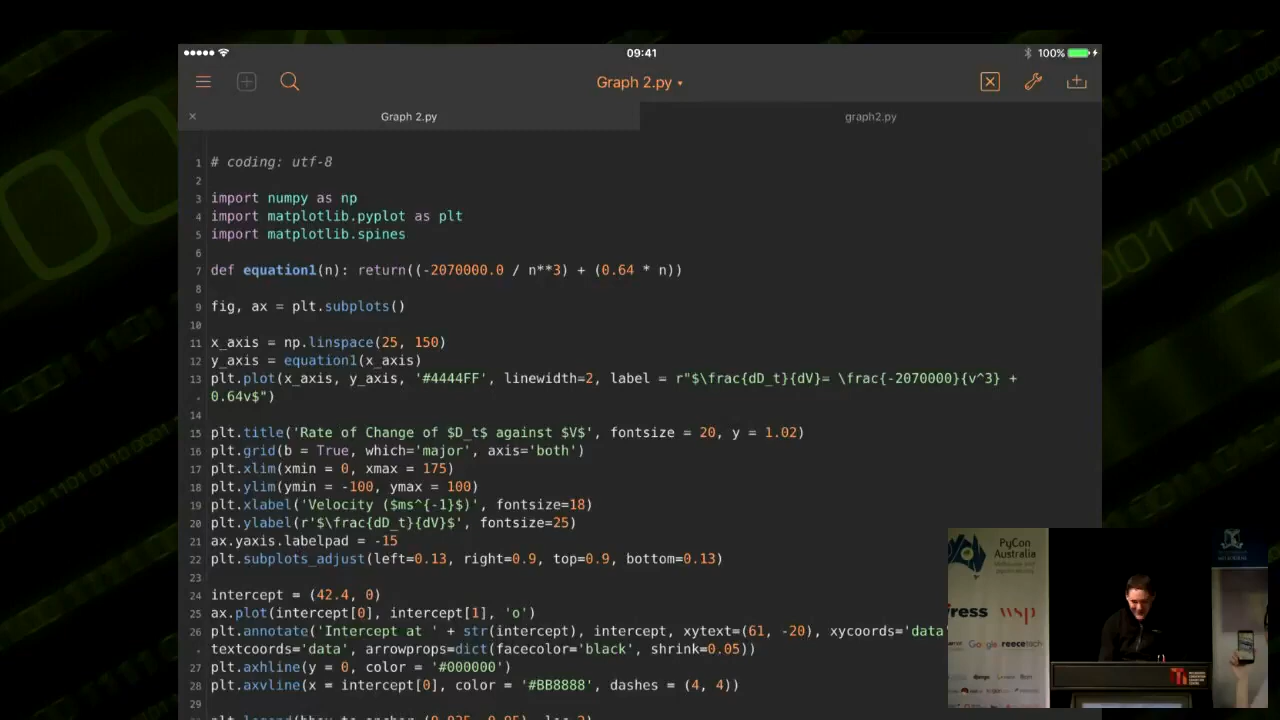 09:41
100%
Graph 2.py
Graph 2.py
graph2.py
1 # coding: utf-8
2
3 import numpy as np
4 import matplotlib.pyplot as plt
5 import matplotlib.spines
6
7 def equation1(n): return((-2070000.0 / n**3) + (0.64 * n))
8
9 fig, ax = plt.subplots()
10
11 x_axis = np.linspace(25, 150)
12 y_axis = equation1(x_axis)
13 plt.plot(x_axis, y_axis, '#4444FF', linewidth=2, label = r"$\frac{dD_t}{dV}= \frac{-2070000}{v^3} +
0.64v$")
14
15 plt.title('Rate of Change of $D_t$ against $V$', fontsize = 20, y = 1.02)
16 plt.grid(b = True, which='major', axis='both')
17 plt.xlim(xmin = 0, xmax = 175)
18 plt.ylim(ymin = -100, ymax = 100)
19 plt.xlabel('Velocity ($ms^{-1}$)', fontsize=18)
20 plt.ylabel(r'$\frac{dD_t}{dV}$', fontsize=25)
21 ax.yaxis.labelpad = -15
22 plt.subplots_adjust(left=0.13, right=0.9, top=0.9, bottom=0.13)
23
24 intercept = (42.4, 0)
25 ax.plot(intercept[0], intercept[1], 'o')
26 plt.annotate('Intercept at ' + str(intercept), intercept, xytext=(61, -20), xycoords='data'
textcoords='data', arrowprops=dict(facecolor='black', shrink=0.05))
27 plt.axhline(y = 0, color = '#000000')
28 plt.axvline(x = intercept[0], color = '#BB8888', dashes = (4, 4))
29
PyCon
Australia
ress
wsp
Google
reecetech
django